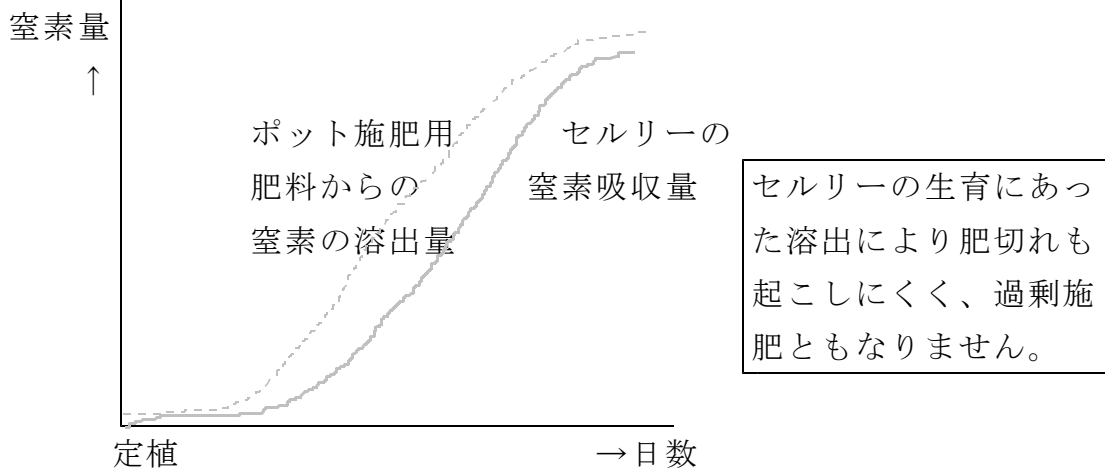 窒素量
↑
ポット施肥用
肥料からの
窒素の溶出量
セルリーの
窒素吸収量
セルリーの生育にあっ
た溶出により肥切れも
起こしにくく、過剰施
肥ともなりません。
定植
→日数